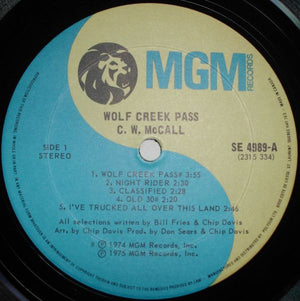 MGM
RECORDS
WOLF CREEK PASS
C. W. McCALL
SIDE 1
STEREO
SE 4989-A
(2315 334)
1. WOLF CREEK PASS# 3:55
2. NIGHT RIDER 2:30
3. CLASSIFIED 2:28
4. OLD 30# 2:20
5. I'VE TRUCKED ALL OVER THIS LAND 2:46
All selections written by Bill Fries & Chip Davis
Arr. by Chip Davis Prod. by Don Sears & Chip Davis
℗ 1974 MGM Records, Inc.
© 1975 MGM Records, Inc.